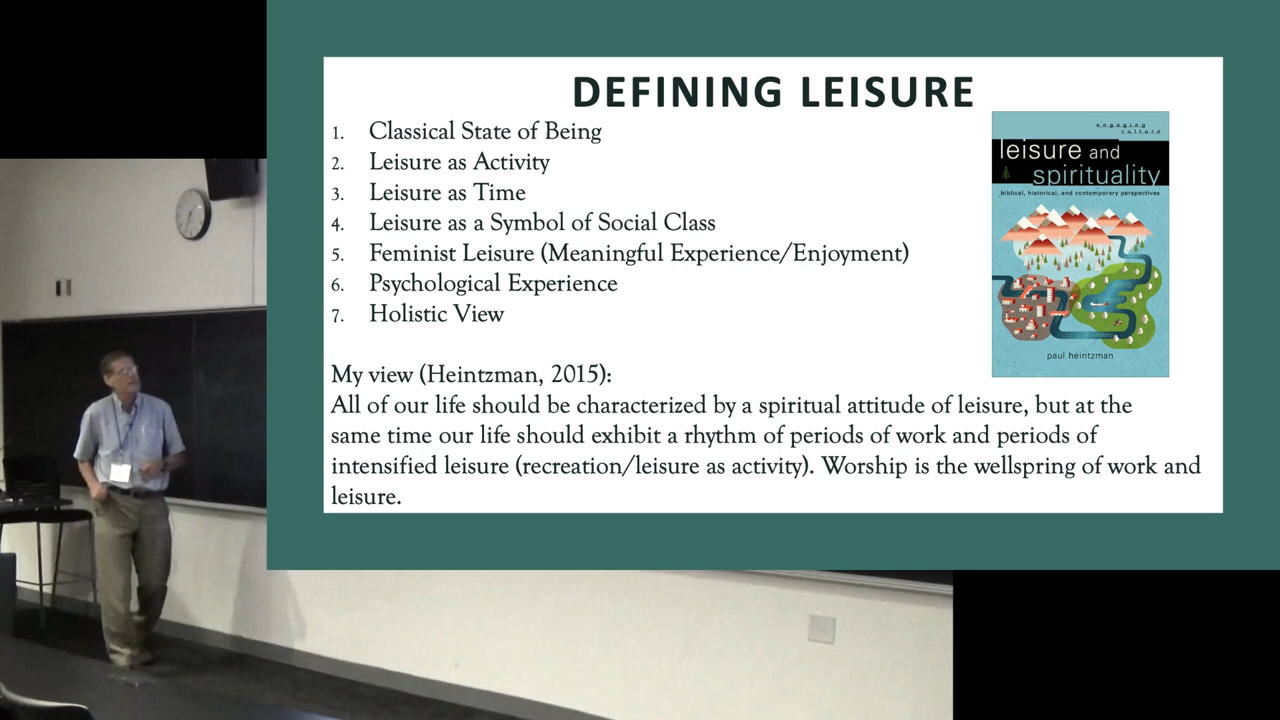 DEFINING LEISURE
1. Classical State of Being
2. Leisure as Activity
3. Leisure as Time
4. Leisure as a Symbol of Social Class
5. Feminist Leisure (Meaningful Experience/Enjoyment)
6. Psychological Experience
7. Holistic View
My view (Heintzman, 2015):
All of our life should be characterized by a spiritual attitude of leisure, but at the
same time our life should exhibit a rhythm of periods of work and periods of
intensified leisure (recreation/leisure as activity). Worship is the wellspring of work and
leisure.
engaging
culture
leisure and
spirituality
biblical, historical, and contemporary perspectives
paul heintzman